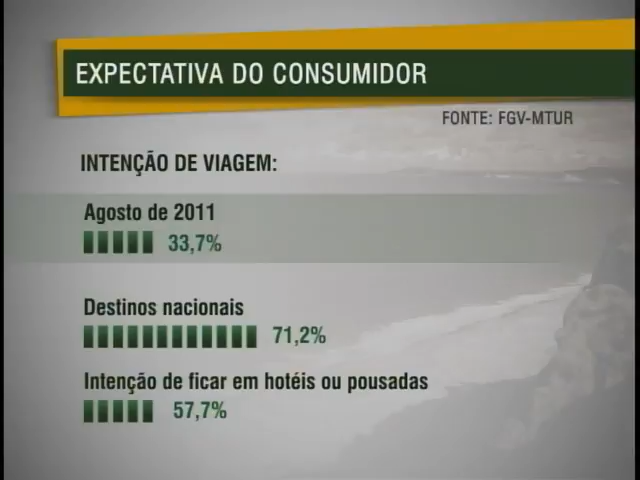 EXPECTATIVA DO CONSUMIDOR
FONTE: FGV-MTUR
INTENÇÃO DE VIAGEM:
Agosto de 2011
33,7%
Destinos nacionais
71,2%
Intenção de ficar em hotéis ou pousadas
57,7%